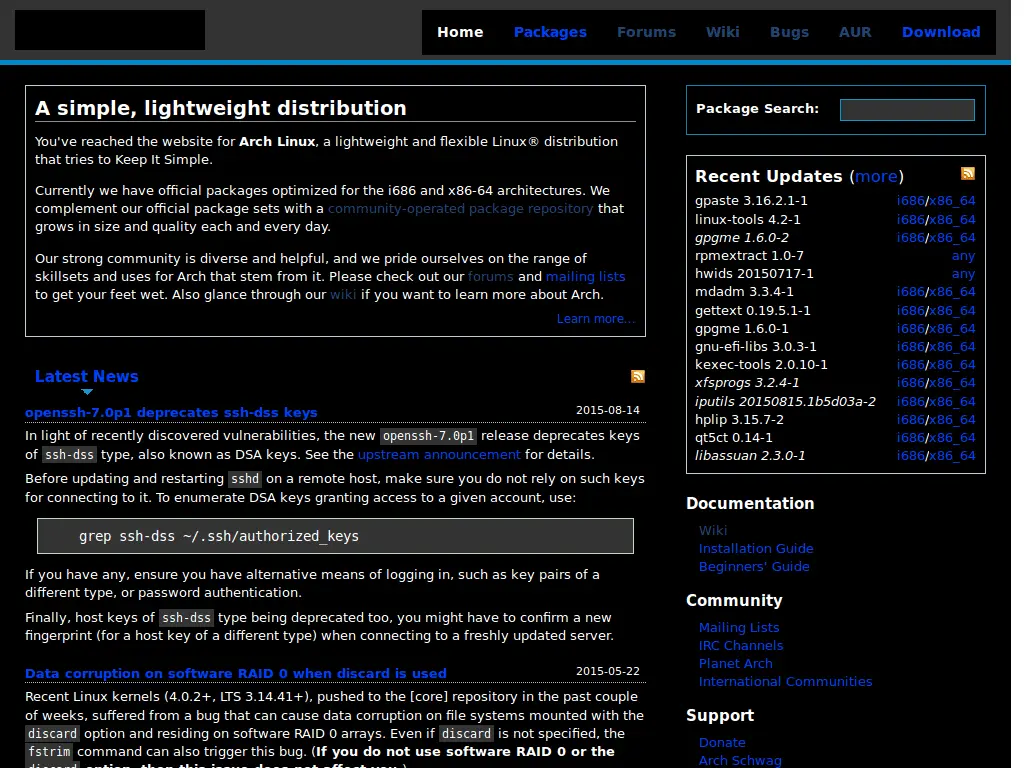 Home Packages Forums Wiki Bugs AUR Download
A simple, lightweight distribution
You've reached the website for Arch Linux, a lightweight and flexible Linux® distribution
that tries to Keep It Simple.
Currently we have official packages optimized for the i686 and x86-64 architectures. We
complement our official package sets with a community-operated package repository that
grows in size and quality each and every day.
Our strong community is diverse and helpful, and we pride ourselves on the range of
skillsets and uses for Arch that stem from it. Please check out our forums and mailing lists
to get your feet wet. Also glance through our wiki if you want to learn more about Arch.
Learn more...
Latest News
openssh-7.0p1 deprecates ssh-dss keys 2015-08-14
In light of recently discovered vulnerabilities, the new openssh-7.0p1 release deprecates keys
of ssh-dss type, also known as DSA keys. See the upstream announcement for details.
Before updating and restarting sshd on a remote host, make sure you do not rely on such keys
for connecting to it. To enumerate DSA keys granting access to a given account, use:
grep ssh-dss ~/.ssh/authorized_keys
If you have any, ensure you have alternative means of logging in, such as key pairs of a
different type, or password authentication.
Finally, host keys of ssh-dss type being deprecated too, you might have to confirm a new
fingerprint (for a host key of a different type) when connecting to a freshly updated server.
Data corruption on software RAID 0 when discard is used 2015-05-22
Recent Linux kernels (4.0.2+, LTS 3.14.41+), pushed to the [core] repository in the past couple
of weeks, suffered from a bug that can cause data corruption on file systems mounted with the
discard option and residing on software RAID 0 arrays. Even if discard is not specified, the
fstrim command can also trigger this bug. (If you do not use software RAID 0 or the
discard option, then this issue does not affect you.)
Package Search:
Recent Updates (more)
gpaste 3.16.2.1-1 i686/x86_64
linux-tools 4.2-1 i686/x86_64
gpgme 1.6.0-2 i686/x86_64
rpmextract 1.0-7 any
hwids 20150717-1 any
mdadm 3.3.4-1 i686/x86_64
gettext 0.19.5.1-1 i686/x86_64
gpgme 1.6.0-1 i686/x86_64
gnu-efi-libs 3.0.3-1 i686/x86_64
kexec-tools 2.0.10-1 i686/x86_64
xfsprogs 3.2.4-1 i686/x86_64
iputils 20150815.1b5d03a-2 i686/x86_64
hplip 3.15.7-2 i686/x86_64
qt5ct 0.14-1 i686/x86_64
libassuan 2.3.0-1 i686/x86_64
Documentation
Wiki
Installation Guide
Beginners' Guide
Community
Mailing Lists
IRC Channels
Planet Arch
International Communities
Support
Donate
Arch Schwag